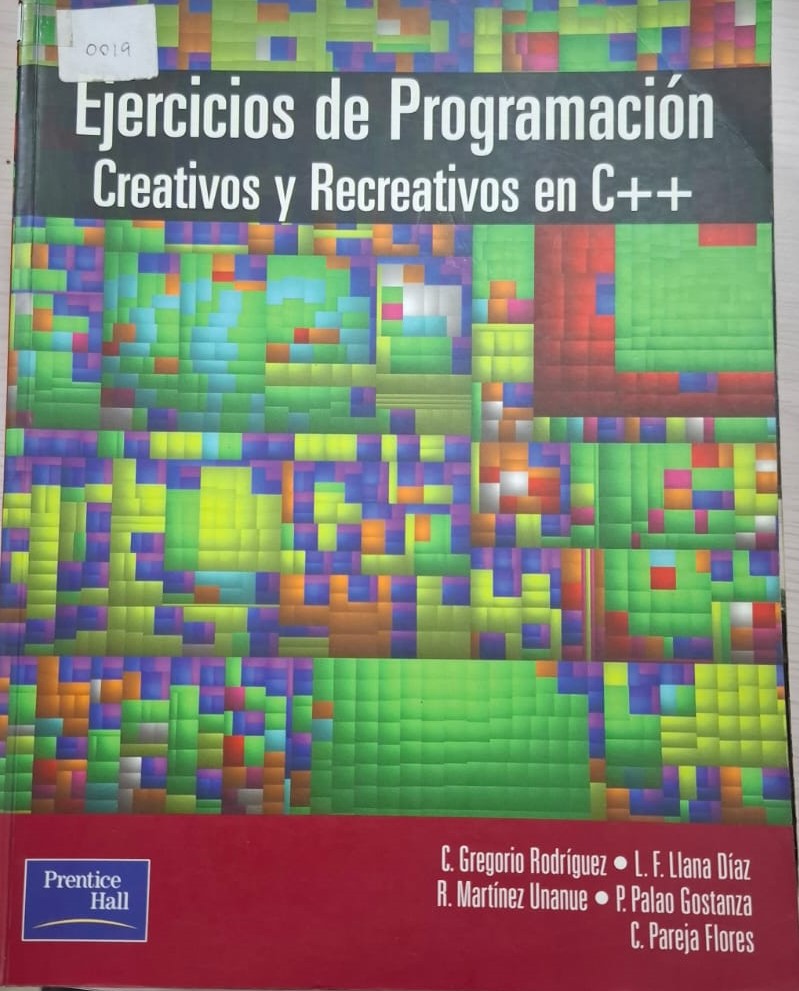 0019
Ejercicios de Programación
Creativos y Recreativos en C++
C. Gregorio Rodríguez • L. F. Llana Díaz
R. Martínez Unanue • P. Palao Gostanza
C. Pareja Flores
Prentice
Hall